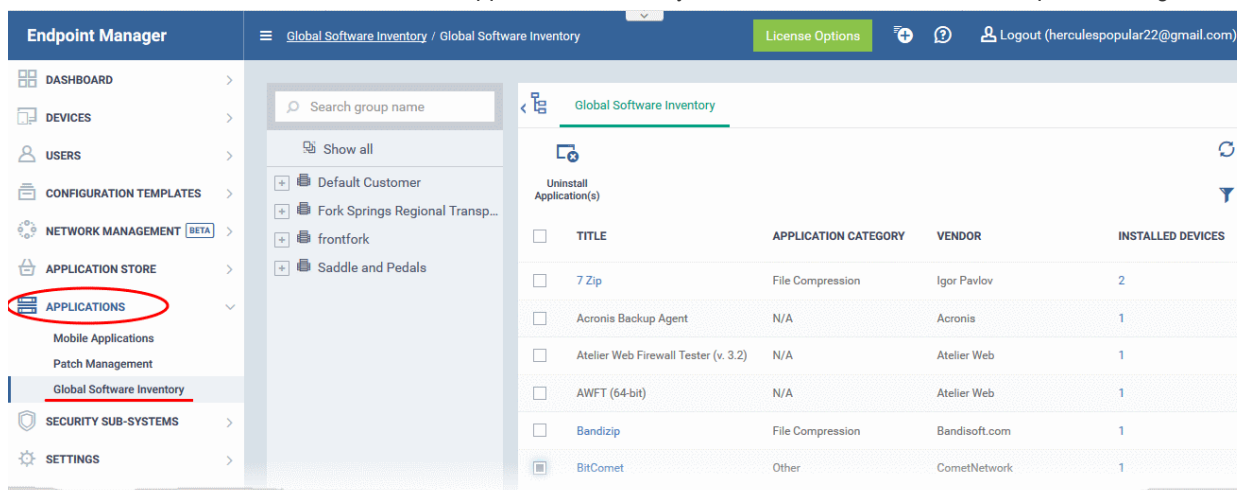 Endpoint Manager
Global Software Inventory / Global Software Inventory
License Options
Logout (herculespopular22@gmail.com)
DASHBOARD
DEVICES
USERS
CONFIGURATION TEMPLATES
NETWORK MANAGEMENT BETA
APPLICATION STORE
APPLICATIONS
Mobile Applications
Patch Management
Global Software Inventory
SECURITY SUB-SYSTEMS
SETTINGS
Search group name
Show all
Default Customer
Fork Springs Regional Transp...
frontfork
Saddle and Pedals
Global Software Inventory
Uninstall
Application(s)
TITLE APPLICATION CATEGORY VENDOR INSTALLED DEVICES
7 Zip File Compression Igor Pavlov 2
Acronis Backup Agent N/A Acronis 1
Atelier Web Firewall Tester (v. 3.2) N/A Atelier Web 1
AWFT (64-bit) N/A Atelier Web 1
Bandizip File Compression Bandisoft.com 1
BitComet Other CometNetwork 1